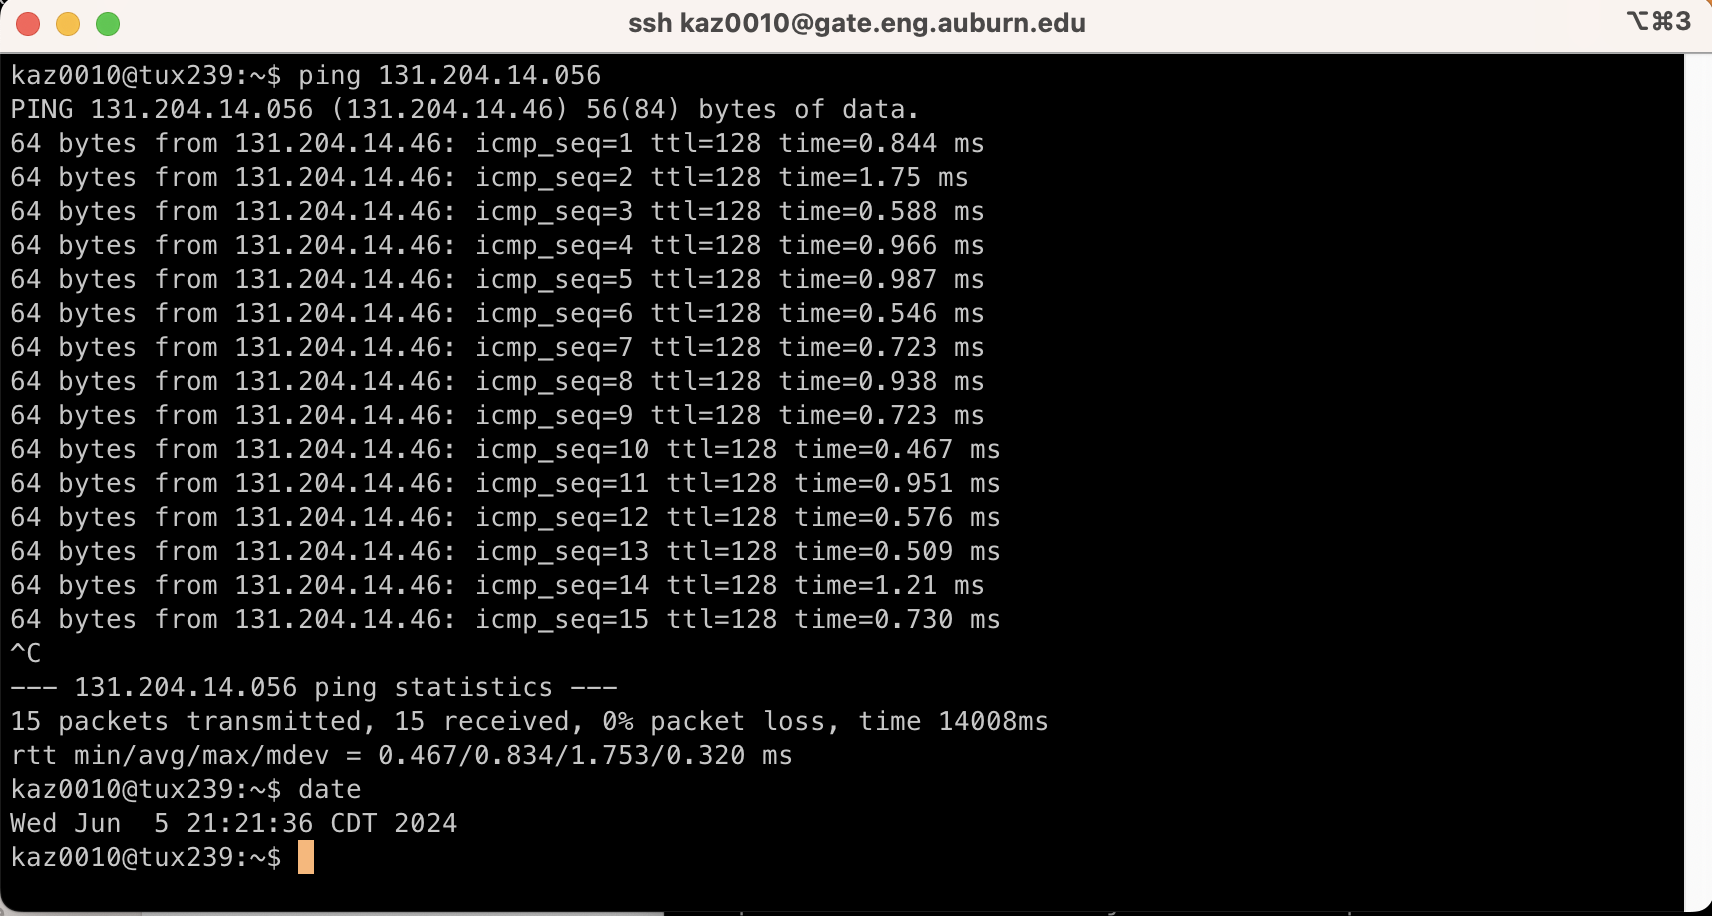 ssh kaz0010@gate.eng.auburn.edu
⌥⌘3
kaz0010@tux239:~$ ping 131.204.14.056
PING 131.204.14.056 (131.204.14.46) 56(84) bytes of data.
64 bytes from 131.204.14.46: icmp_seq=1 ttl=128 time=0.844 ms
64 bytes from 131.204.14.46: icmp_seq=2 ttl=128 time=1.75 ms
64 bytes from 131.204.14.46: icmp_seq=3 ttl=128 time=0.588 ms
64 bytes from 131.204.14.46: icmp_seq=4 ttl=128 time=0.966 ms
64 bytes from 131.204.14.46: icmp_seq=5 ttl=128 time=0.987 ms
64 bytes from 131.204.14.46: icmp_seq=6 ttl=128 time=0.546 ms
64 bytes from 131.204.14.46: icmp_seq=7 ttl=128 time=0.723 ms
64 bytes from 131.204.14.46: icmp_seq=8 ttl=128 time=0.938 ms
64 bytes from 131.204.14.46: icmp_seq=9 ttl=128 time=0.723 ms
64 bytes from 131.204.14.46: icmp_seq=10 ttl=128 time=0.467 ms
64 bytes from 131.204.14.46: icmp_seq=11 ttl=128 time=0.951 ms
64 bytes from 131.204.14.46: icmp_seq=12 ttl=128 time=0.576 ms
64 bytes from 131.204.14.46: icmp_seq=13 ttl=128 time=0.509 ms
64 bytes from 131.204.14.46: icmp_seq=14 ttl=128 time=1.21 ms
64 bytes from 131.204.14.46: icmp_seq=15 ttl=128 time=0.730 ms
^C
--- 131.204.14.056 ping statistics ---
15 packets transmitted, 15 received, 0% packet loss, time 14008ms
rtt min/avg/max/mdev = 0.467/0.834/1.753/0.320 ms
kaz0010@tux239:~$ date
Wed Jun  5 21:21:36 CDT 2024
kaz0010@tux239:~$